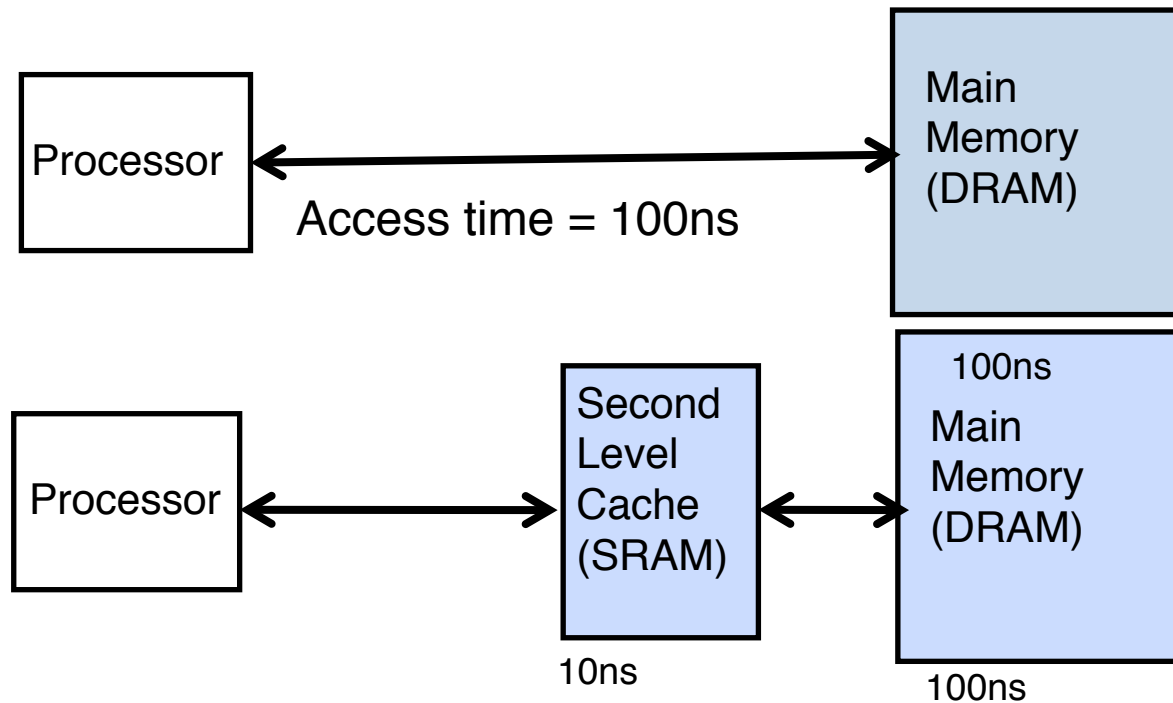 Processor
Access time = 100ns
Main
Memory
(DRAM)
Processor
Second
Level
Cache
(SRAM)
10ns
100ns
Main
Memory
(DRAM)
100ns